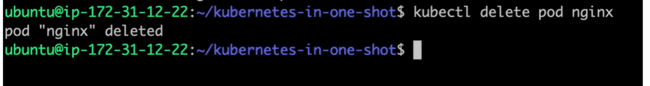 ubuntu@ip-172-31-12-22:~/kubernetes-in-one-shot$ kubectl delete pod nginx
pod "nginx" deleted
ubuntu@ip-172-31-12-22:~/kubernetes-in-one-shot$